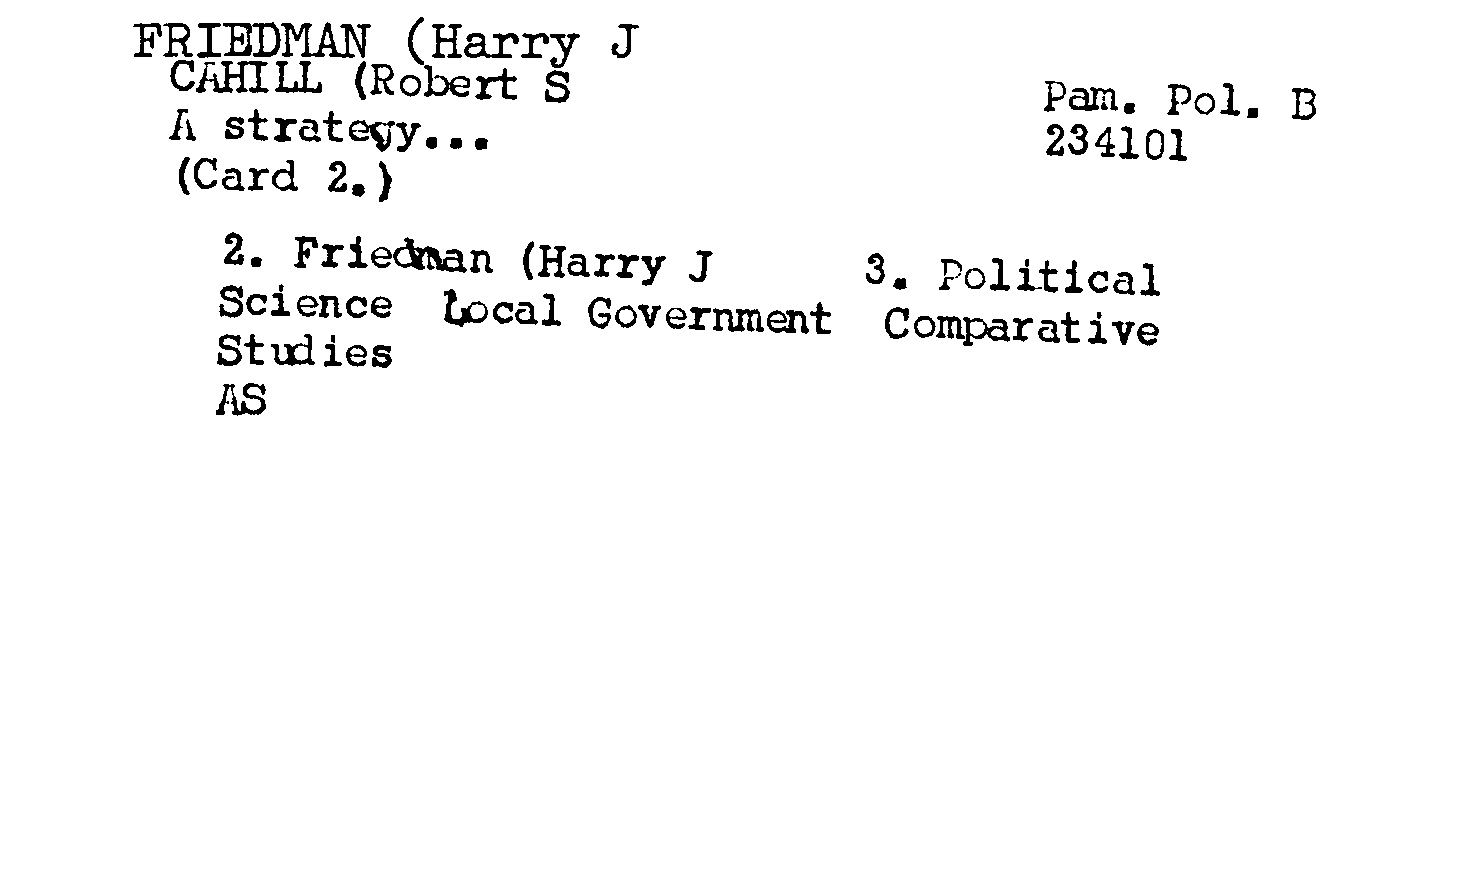 FRIEDMAN (Harry J
CAHILL (Robert S
A strategy...
(Card 2.)
Pam. Pol. B
234101
2. Friedman (Harry J 3. Political
Science Local Government Comparative
Studies
AS